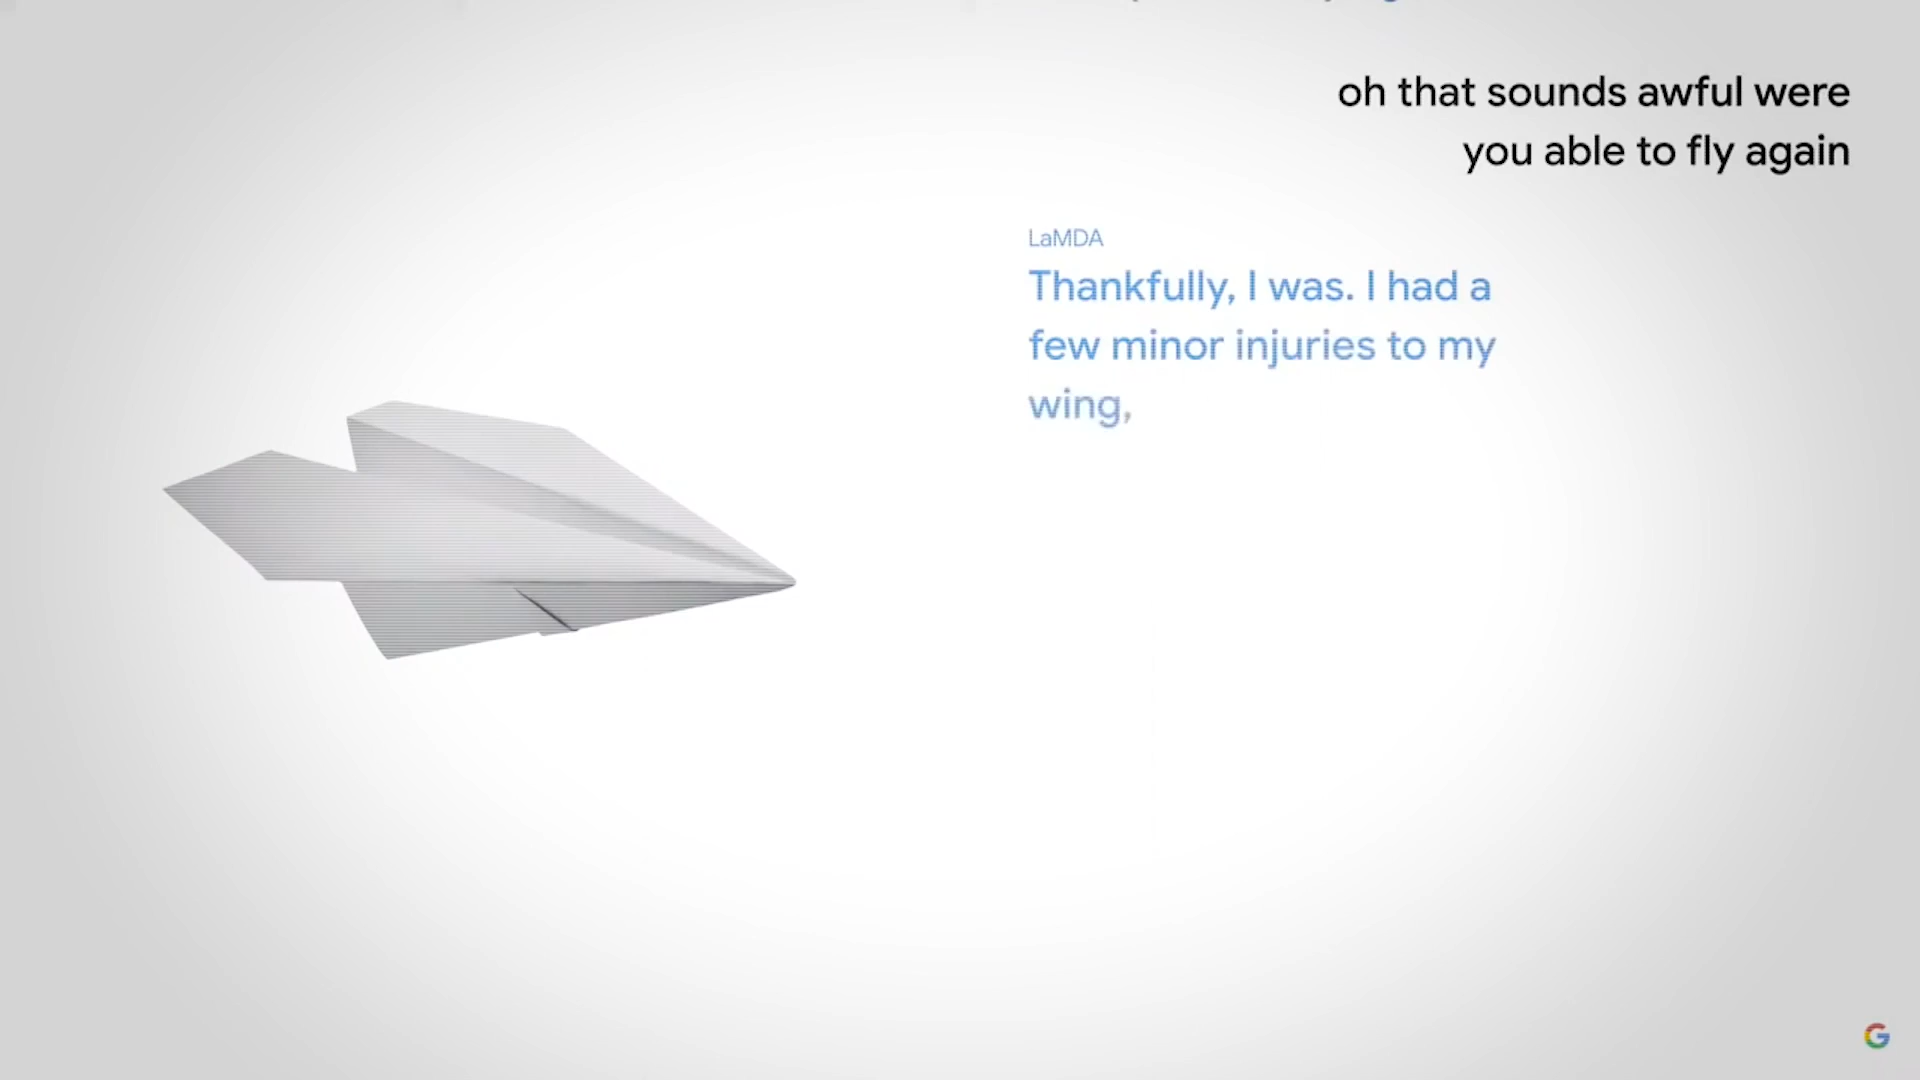 oh that sounds awful were
you able to fly again
LaMDA
Thankfully, I was. I had a
few minor injuries to my
wing,